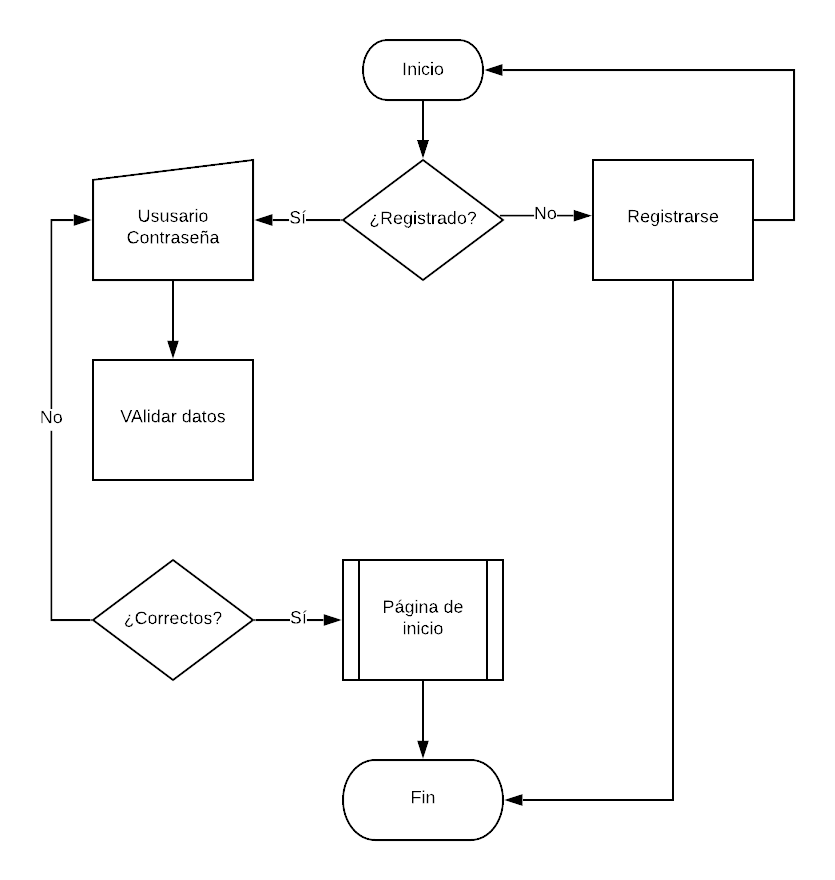 Inicio
Ususario
Contraseña
Sí
¿Registrado?
No
Registrarse
No
VAlidar datos
¿Correctos?
Sí
Página de
inicio
Fin